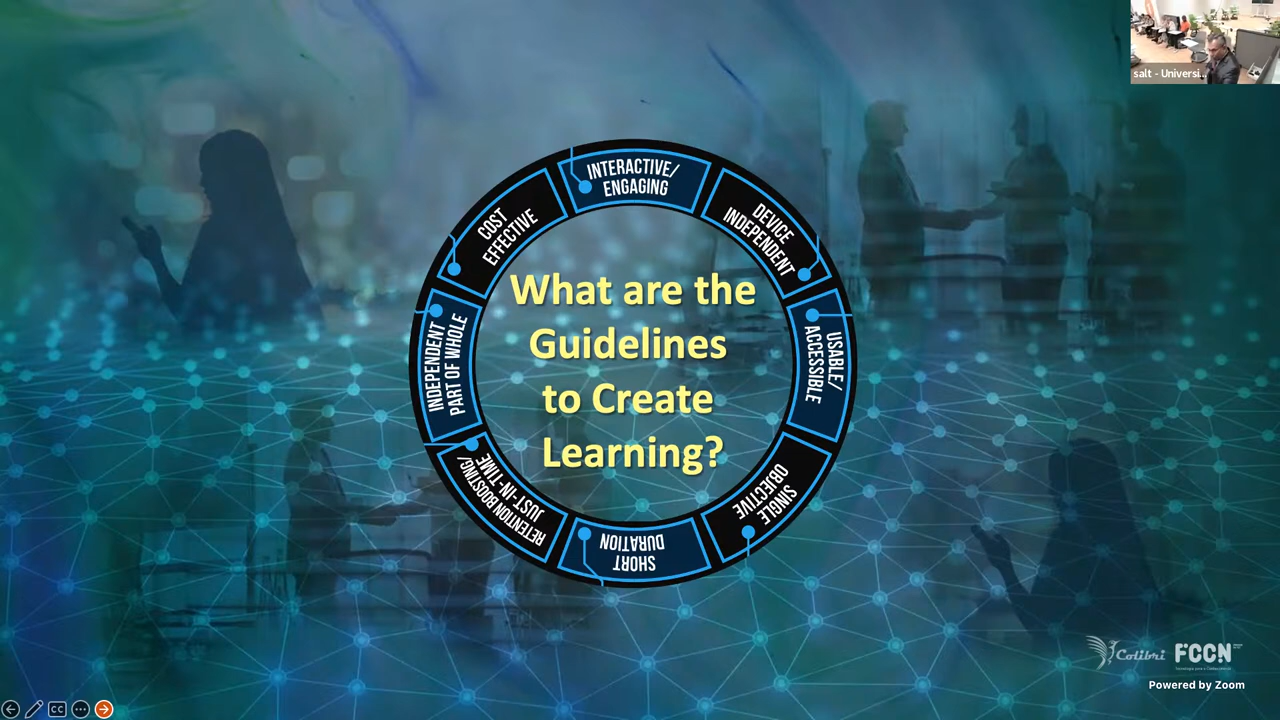 salt - Universi...
INTERACTIVE/
ENGAGING
DEVICE
INDEPENDENT
USABLE/
ACCESSIBLE
SINGLE
OBJECTIVE
SHORT
DURATION
RETENTION BOOSTING/
JUST-IN-TIME
INDEPENDENT
PART OF WHOLE
COST
EFFECTIVE
What are the
Guidelines
to Create
Learning?
Colibri
FCCN
Powered by Zoom
CC